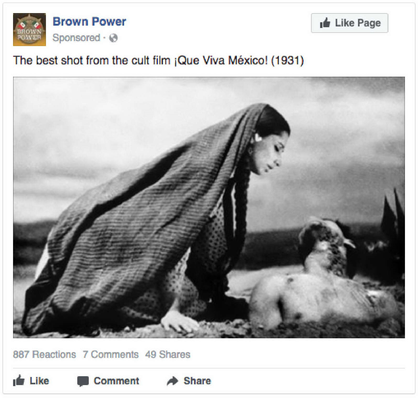 BROWN
POWER
Brown Power
Like Page
Sponsored ·
The best shot from the cult film ¡Que Viva México! (1931)
887 Reactions 7 Comments 49 Shares
Like Comment Share